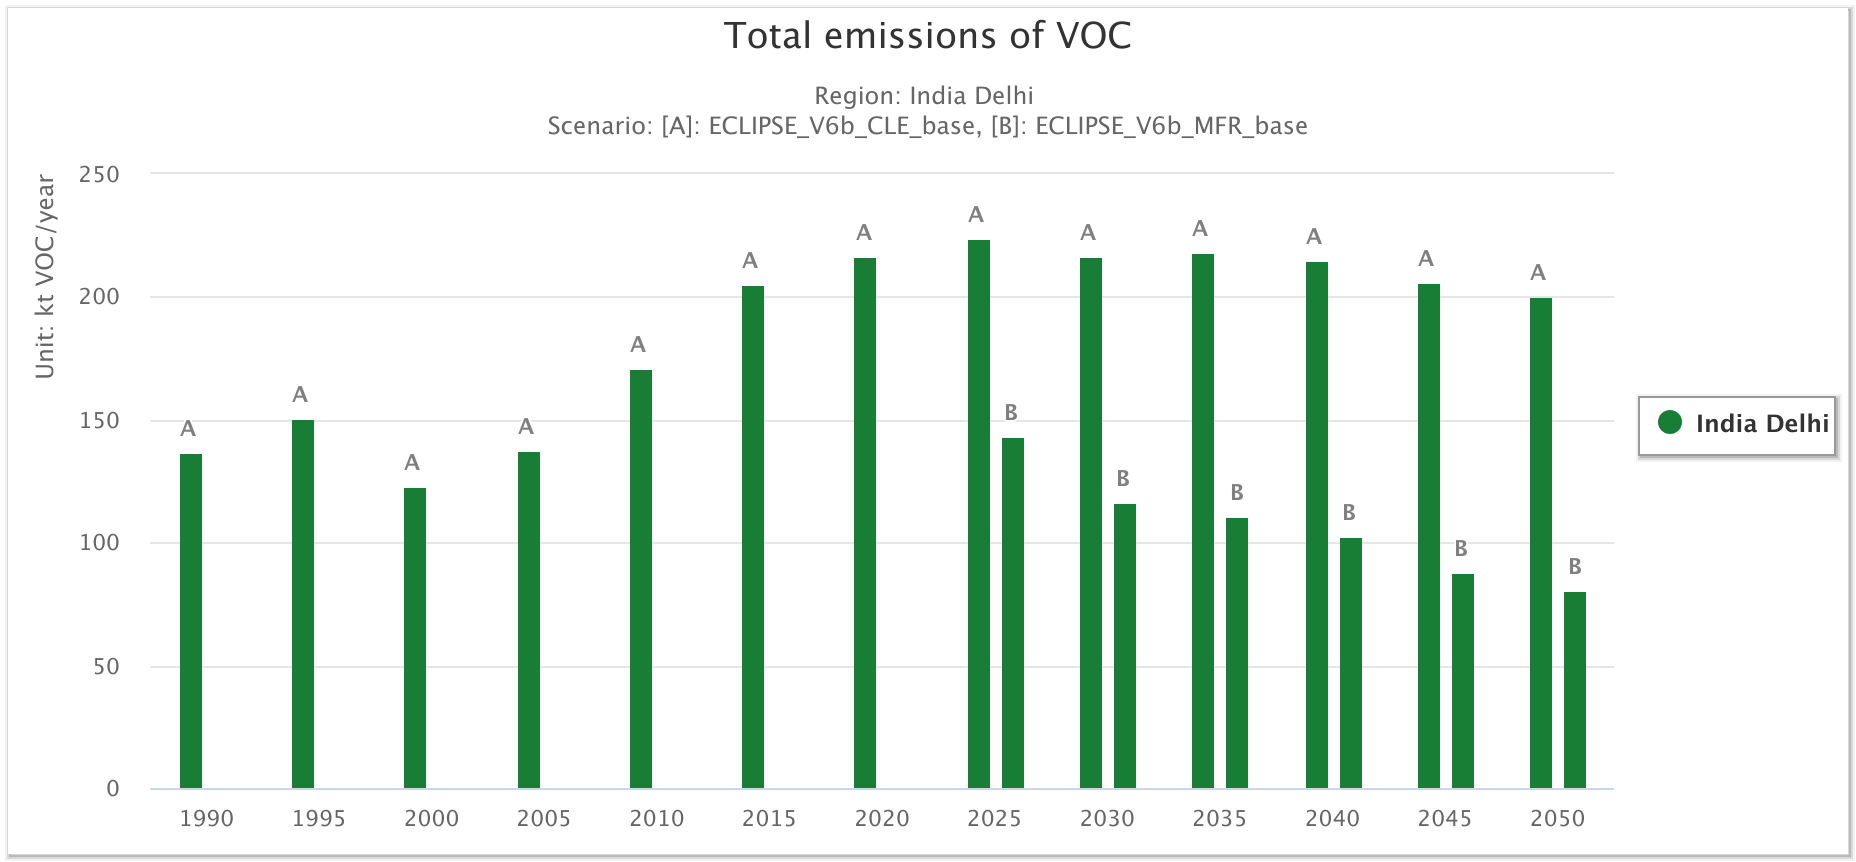 Total emissions of VOC
Region: India Delhi
Scenario: [A]: ECLIPSE_V6b_CLE_base, [B]: ECLIPSE_V6b_MFR_base
Unit: kt VOC/year
250
200
150
100
50
0
A
A
A
A
A
A
A
A
B
A
B
A
B
A
B
A
B
A
B
1990
1995
2000
2005
2010
2015
2020
2025
2030
2035
2040
2045
2050
India Delhi